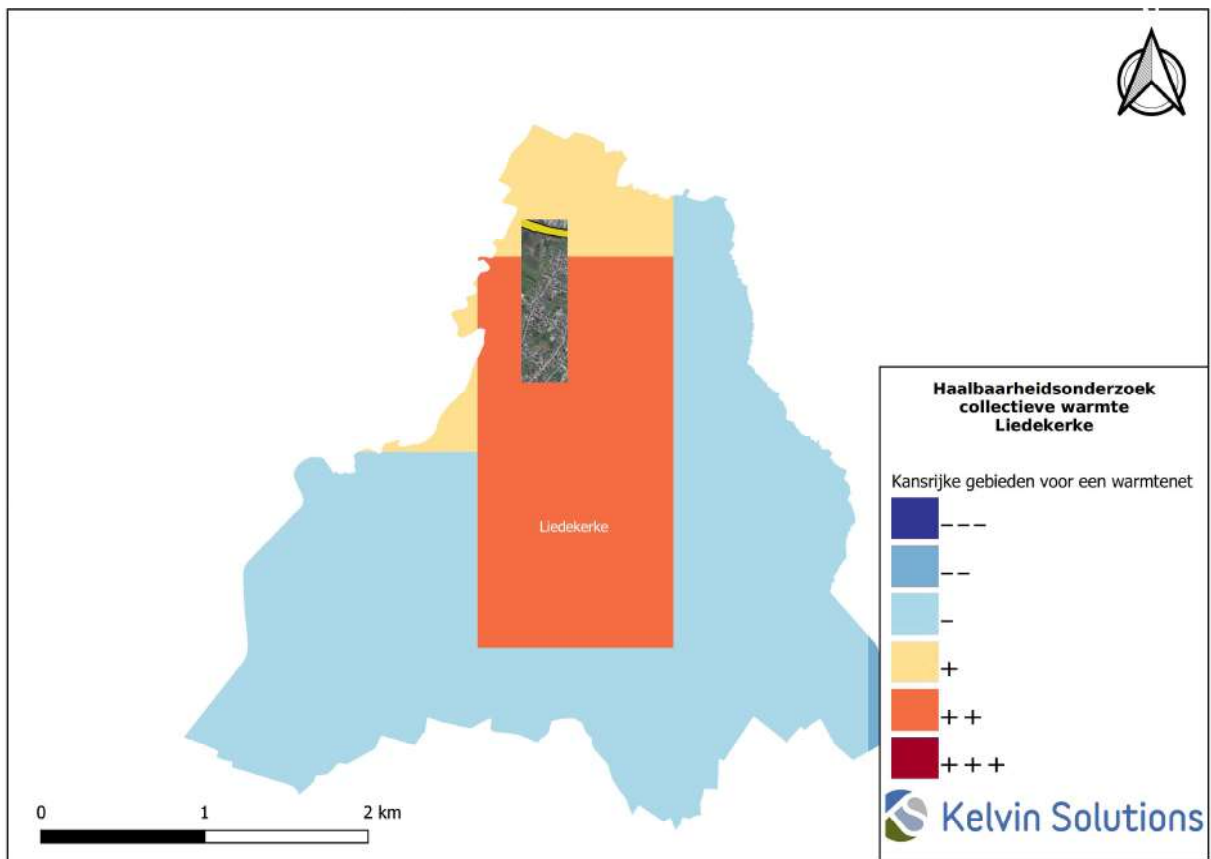 Liedekerke
Haalbaarheidsonderzoek
collectieve warmte
Liedekerke
Kansrijke gebieden voor een warmtenet
---
--
-
+
++
+++
0 1 2 km
Kelvin Solutions